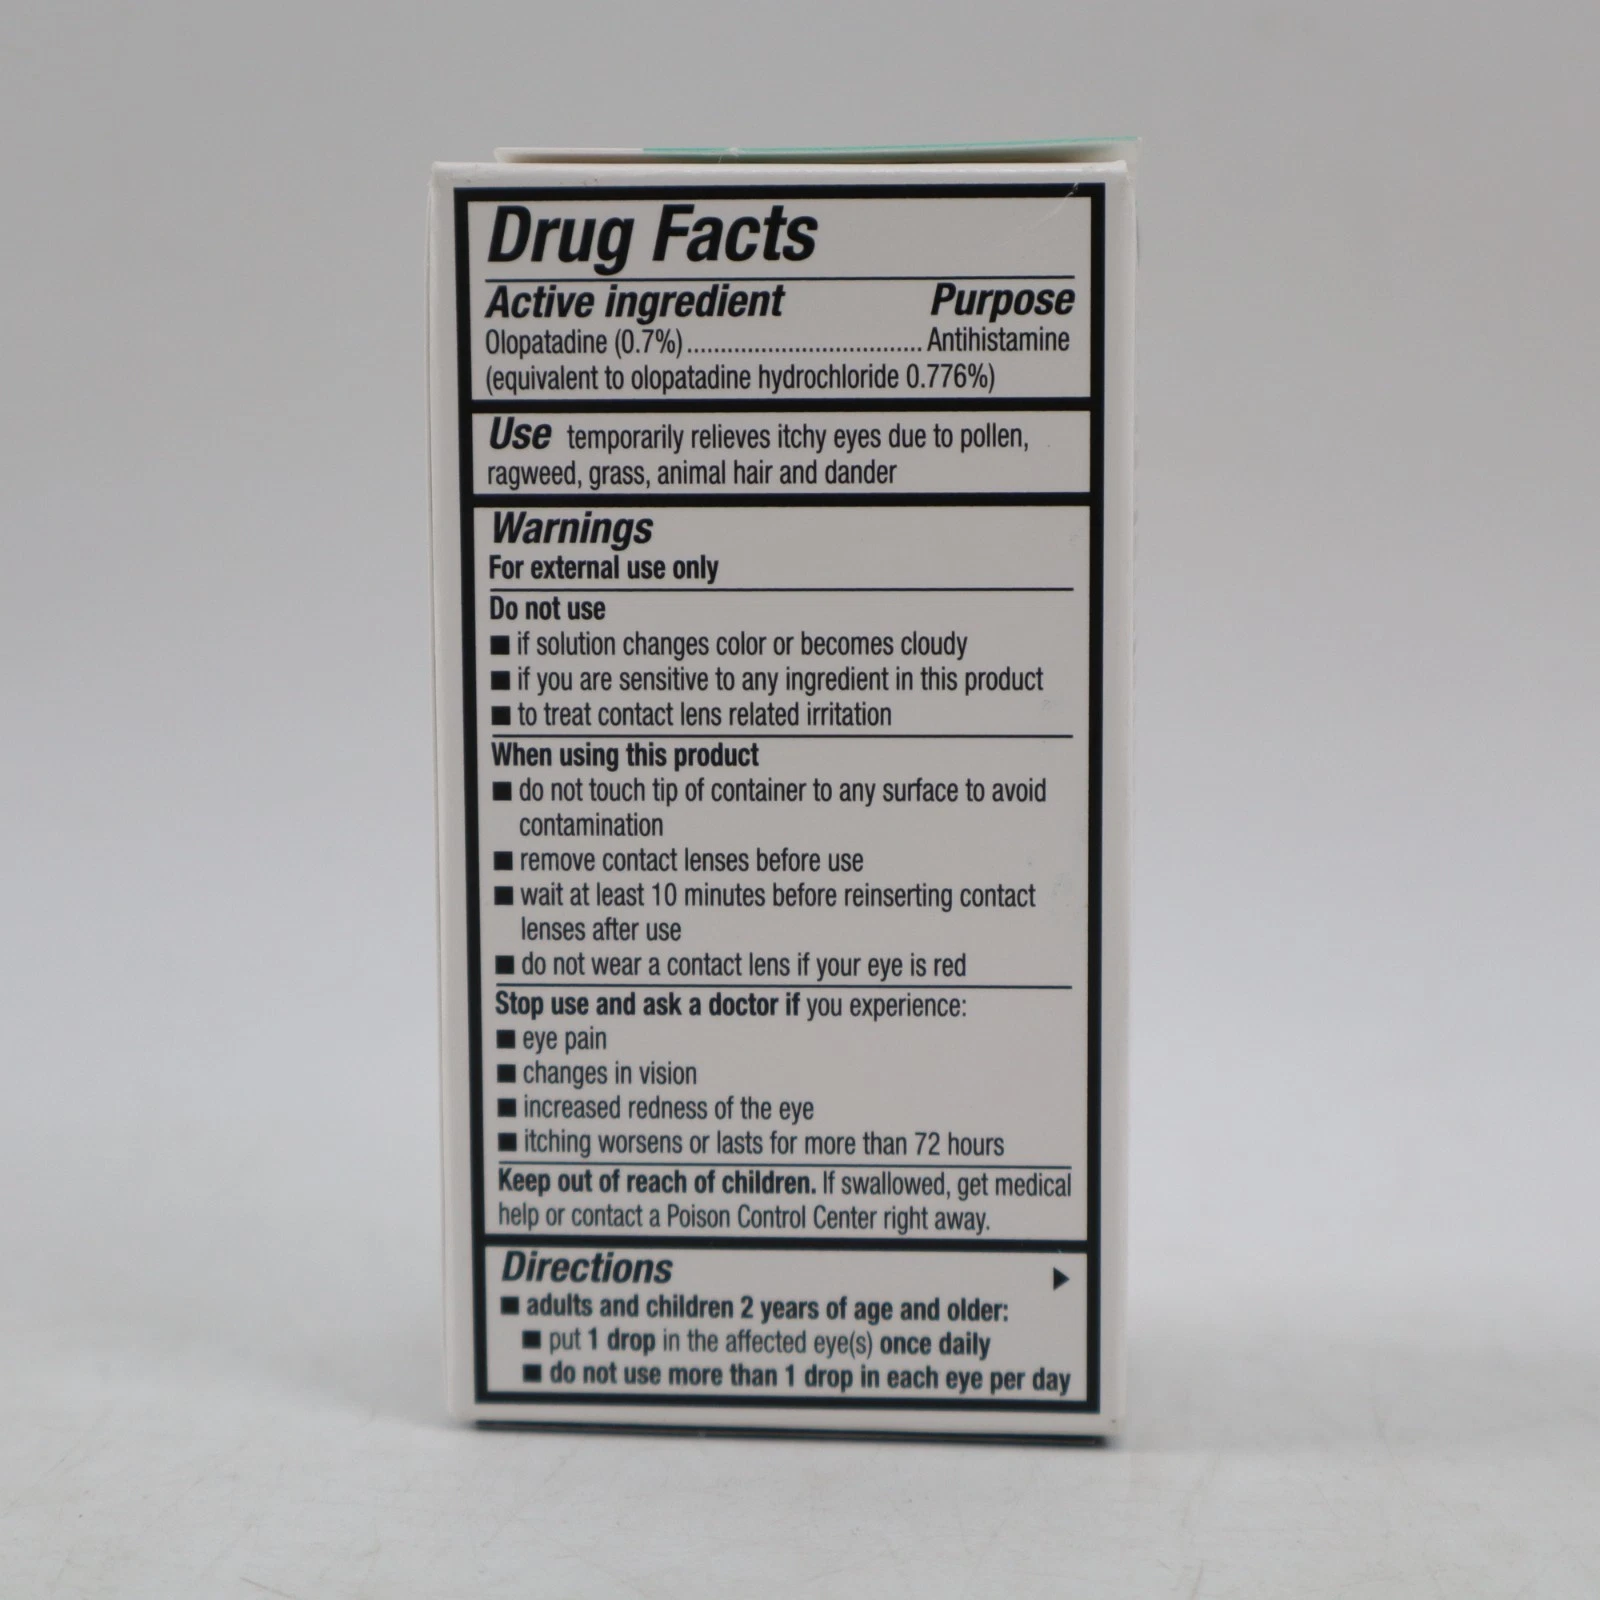 Drug Facts
Active ingredient Purpose
Olopatadine (0.7%)................................... Antihistamine
(equivalent to olopatadine hydrochloride 0.776%)
Use temporarily relieves itchy eyes due to pollen,
ragweed, grass, animal hair and dander
Warnings
For external use only
Do not use
■ if solution changes color or becomes cloudy
■ if you are sensitive to any ingredient in this product
■ to treat contact lens related irritation
When using this product
■ do not touch tip of container to any surface to avoid
contamination
■ remove contact lenses before use
■ wait at least 10 minutes before reinserting contact
lenses after use
■ do not wear a contact lens if your eye is red
Stop use and ask a doctor if you experience:
■ eye pain
■ changes in vision
■ increased redness of the eye
■ itching worsens or lasts for more than 72 hours
Keep out of reach of children. If swallowed, get medical
help or contact a Poison Control Center right away.
Directions
■ adults and children 2 years of age and older:
■ put 1 drop in the affected eye(s) once daily
■ do not use more than 1 drop in each eye per day